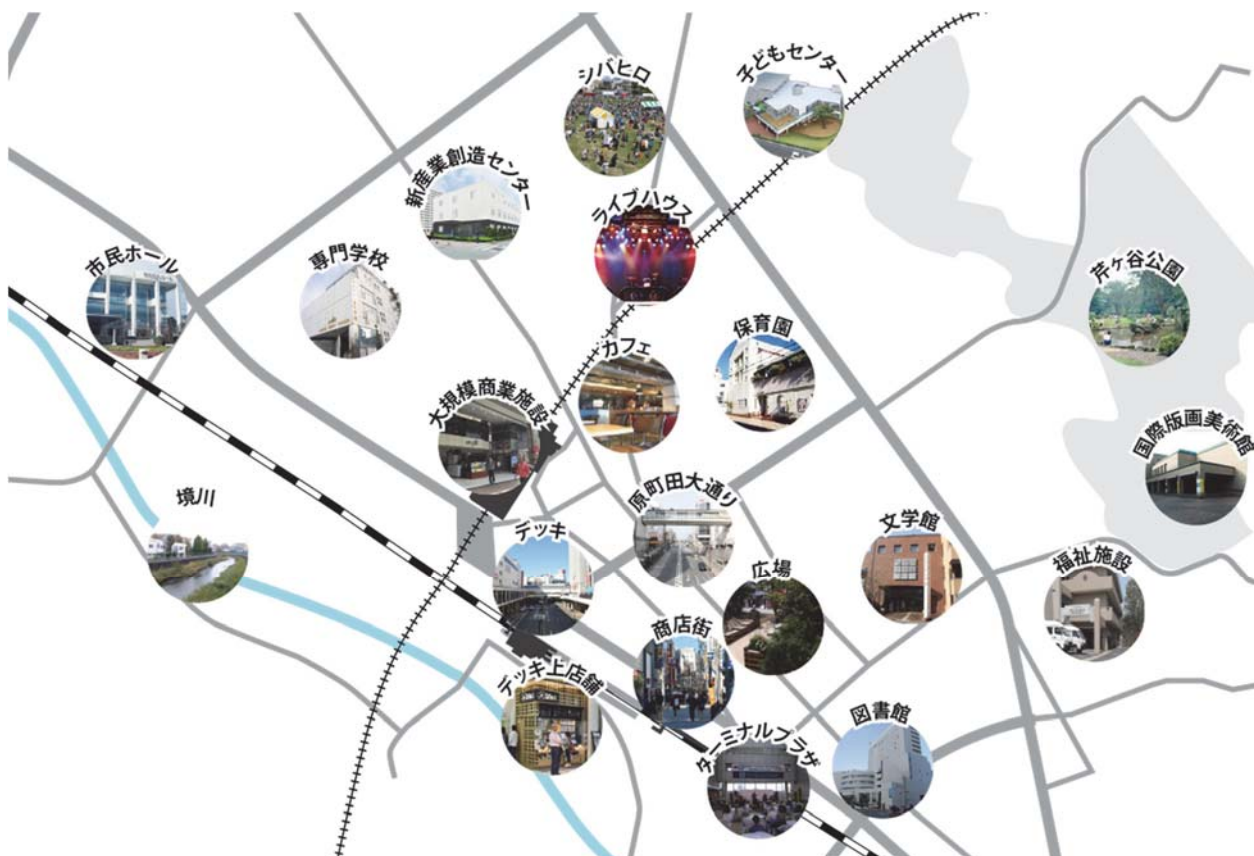 シバヒロ
子どもセンター
新産業創造センター
ライブハウス
市民ホール
専門学校
芹ヶ谷公園
保育園
カフェ
大規模商業施設
国際版画美術館
境川
原町田大通り
デッキ
文学館
福祉施設
広場
商店街
デッキ上店舗
図書館
ターミナルプラザ